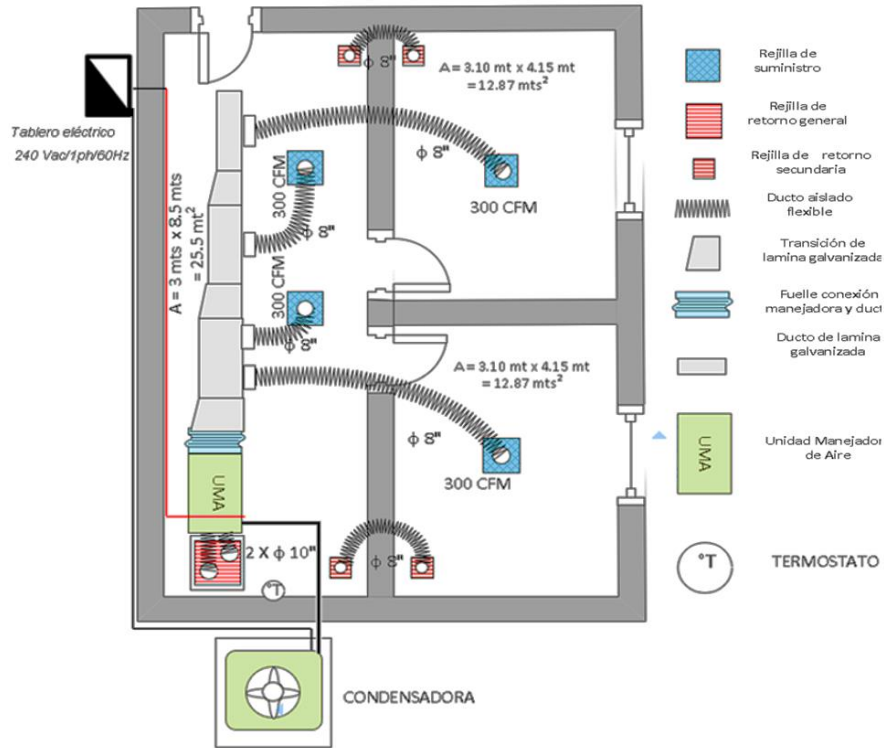 Tablero eléctrico
240 Vac/1ph/60Hz
A = 3 mts x 8.5 mts
= 25.5 mt²
ϕ 8"
A = 3.10 mt x 4.15 mt
= 12.87 mts²
ϕ 8"
300 CFM
300 CFM
ϕ 8"
300 CFM
ϕ 8"
A = 3.10 mt x 4.15 mt
= 12.87 mts²
ϕ 8"
300 CFM
UMA
2 X ϕ 10"
ϕ 8"
°T
CONDENSADORA
Rejilla de
suministro
Rejilla de
retorno general
Rejilla de retorno
secundaria
Ducto aislado
flexible
Transición de
lamina galvanizada
Fuelle conexión
manejadora y duct
Ducto de lamina
galvanizada
UMA
Unidad Manejador
de Aire
°T
TERMOSTATO